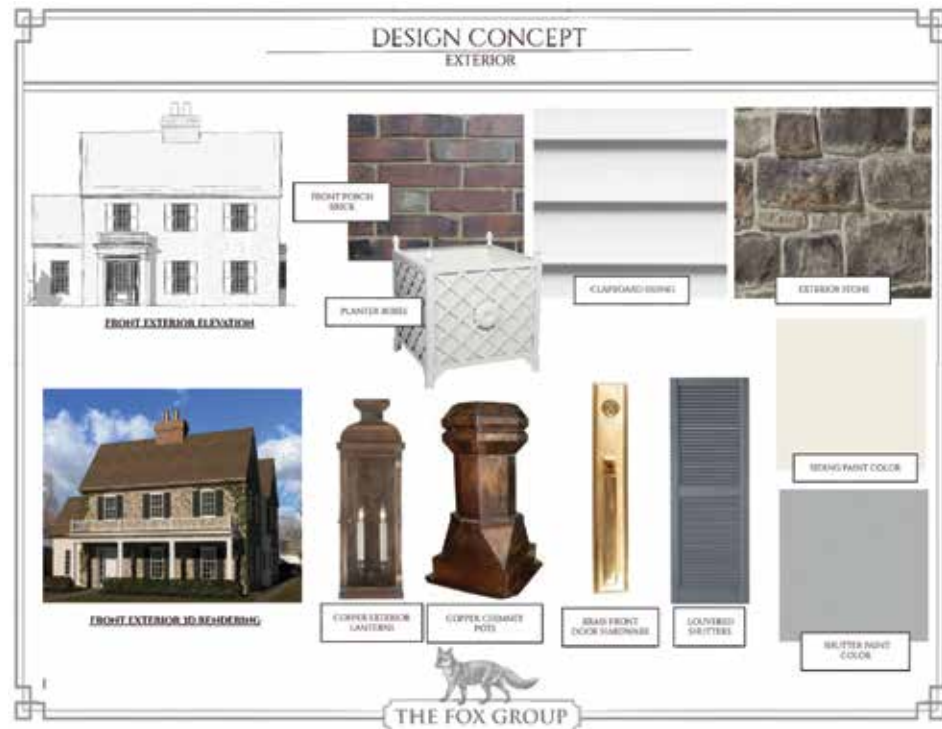 DESIGN CONCEPT
EXTERIOR
FRONT PORCH
BRICK
CLAPBOARD SIDING
EXTERIOR STONE
PLANTER BOXES
FRONT EXTERIOR ELEVATION
SIDING PAINT COLOR
FRONT EXTERIOR 3D RENDERING
COPPER EXTERIOR
LANTERNS
COPPER CHIMNEY
POTS
BRASS FRONT
DOOR HARDWARE
LOUVERED
SHUTTERS
SHUTTER PAINT
COLOR
THE FOX GROUP